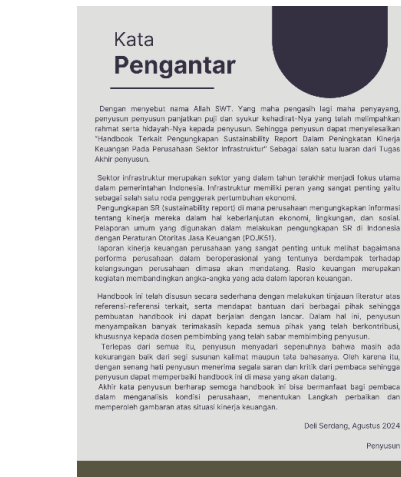 Kata
Pengantar
Dengan menyebut nama Allah SWT. Yang maha pengasih lagi maha penyayang,
penyusun penyusun panjatkan puji dan syukur kehadirat-Nya yang telah melimpahkan
rahmat serta hidayah-Nya kepada penyusun. Sehingga penyusun dapat menyelesaikan
"Handbook Terkait Pengungkapan Sustainability Report Dalam Peningkatan Kinerja
Keuangan Pada Perusahaan Sektor Infrastruktur" Sebagai salah satu luaran dari Tugas
Akhir penyusun.
Sektor infrastruktur merupakan sektor yang dalam tahun terakhir menjadi fokus utama
dalam pemerintahan Indonesia. Infrastruktur memiliki peran yang sangat penting yaitu
sebagai salah satu roda penggerak pertumbuhan ekonomi.
Pengungkapan SR (sustainability report) di mana perusahaan mengungkapkan informasi
tentang kinerja mereka dalam hal keberlanjutan ekonomi, lingkungan, dan sosial.
Pelaporan umum yang digunakan dalam melakukan pengungkapan SR di Indonesia
dengan Peraturan Otoritas Jasa Keuangan (POJK51).
laporan kinerja keuangan perusahaan yang sangat penting untuk melihat bagaimana
performa perusahaan dalam beroperasional yang tentunya berdampak terhadap
kelangsungan perusahaan dimasa akan mendatang. Rasio keuangan merupakan
kegiatan membandingkan angka-angka yang ada dalam laporan keuangan.
Handbook ini telah disusun secara sederhana dengan melakukan tinjauan literatur atas
referensi-referensi terkait, serta mendapat bantuan dari berbagai pihak sehingga
pembuatan handbook ini dapat berjalan dengan lancar. Dalam hal ini, penyusun
menyampaikan banyak terimakasih kepada semua pihak yang telah berkontribusi,
khususnya kepada dosen pembimbing yang telah sabar membimbing penyusun.
Terlepas dari semua itu, penyusun menyadari sepenuhnya bahwa masih ada
kekurangan baik dari segi susunan kalimat maupun tata bahasanya. Oleh karena itu,
dengan senang hati penyusun menerima segala saran dan kritik dari pembaca sehingga
penyusun dapat memperbaiki handbook ini di masa yang akan datang.
Akhir kata penyusun berharap semoga handbook ini bisa bermanfaat bagi pembaca
dalam menganalisis kondisi perusahaan, menentukan Langkah perbaikan dan
memperoleh gambaran atas situasi kinerja keuangan.
Deli Serdang, Agustus 2024
Penyusun